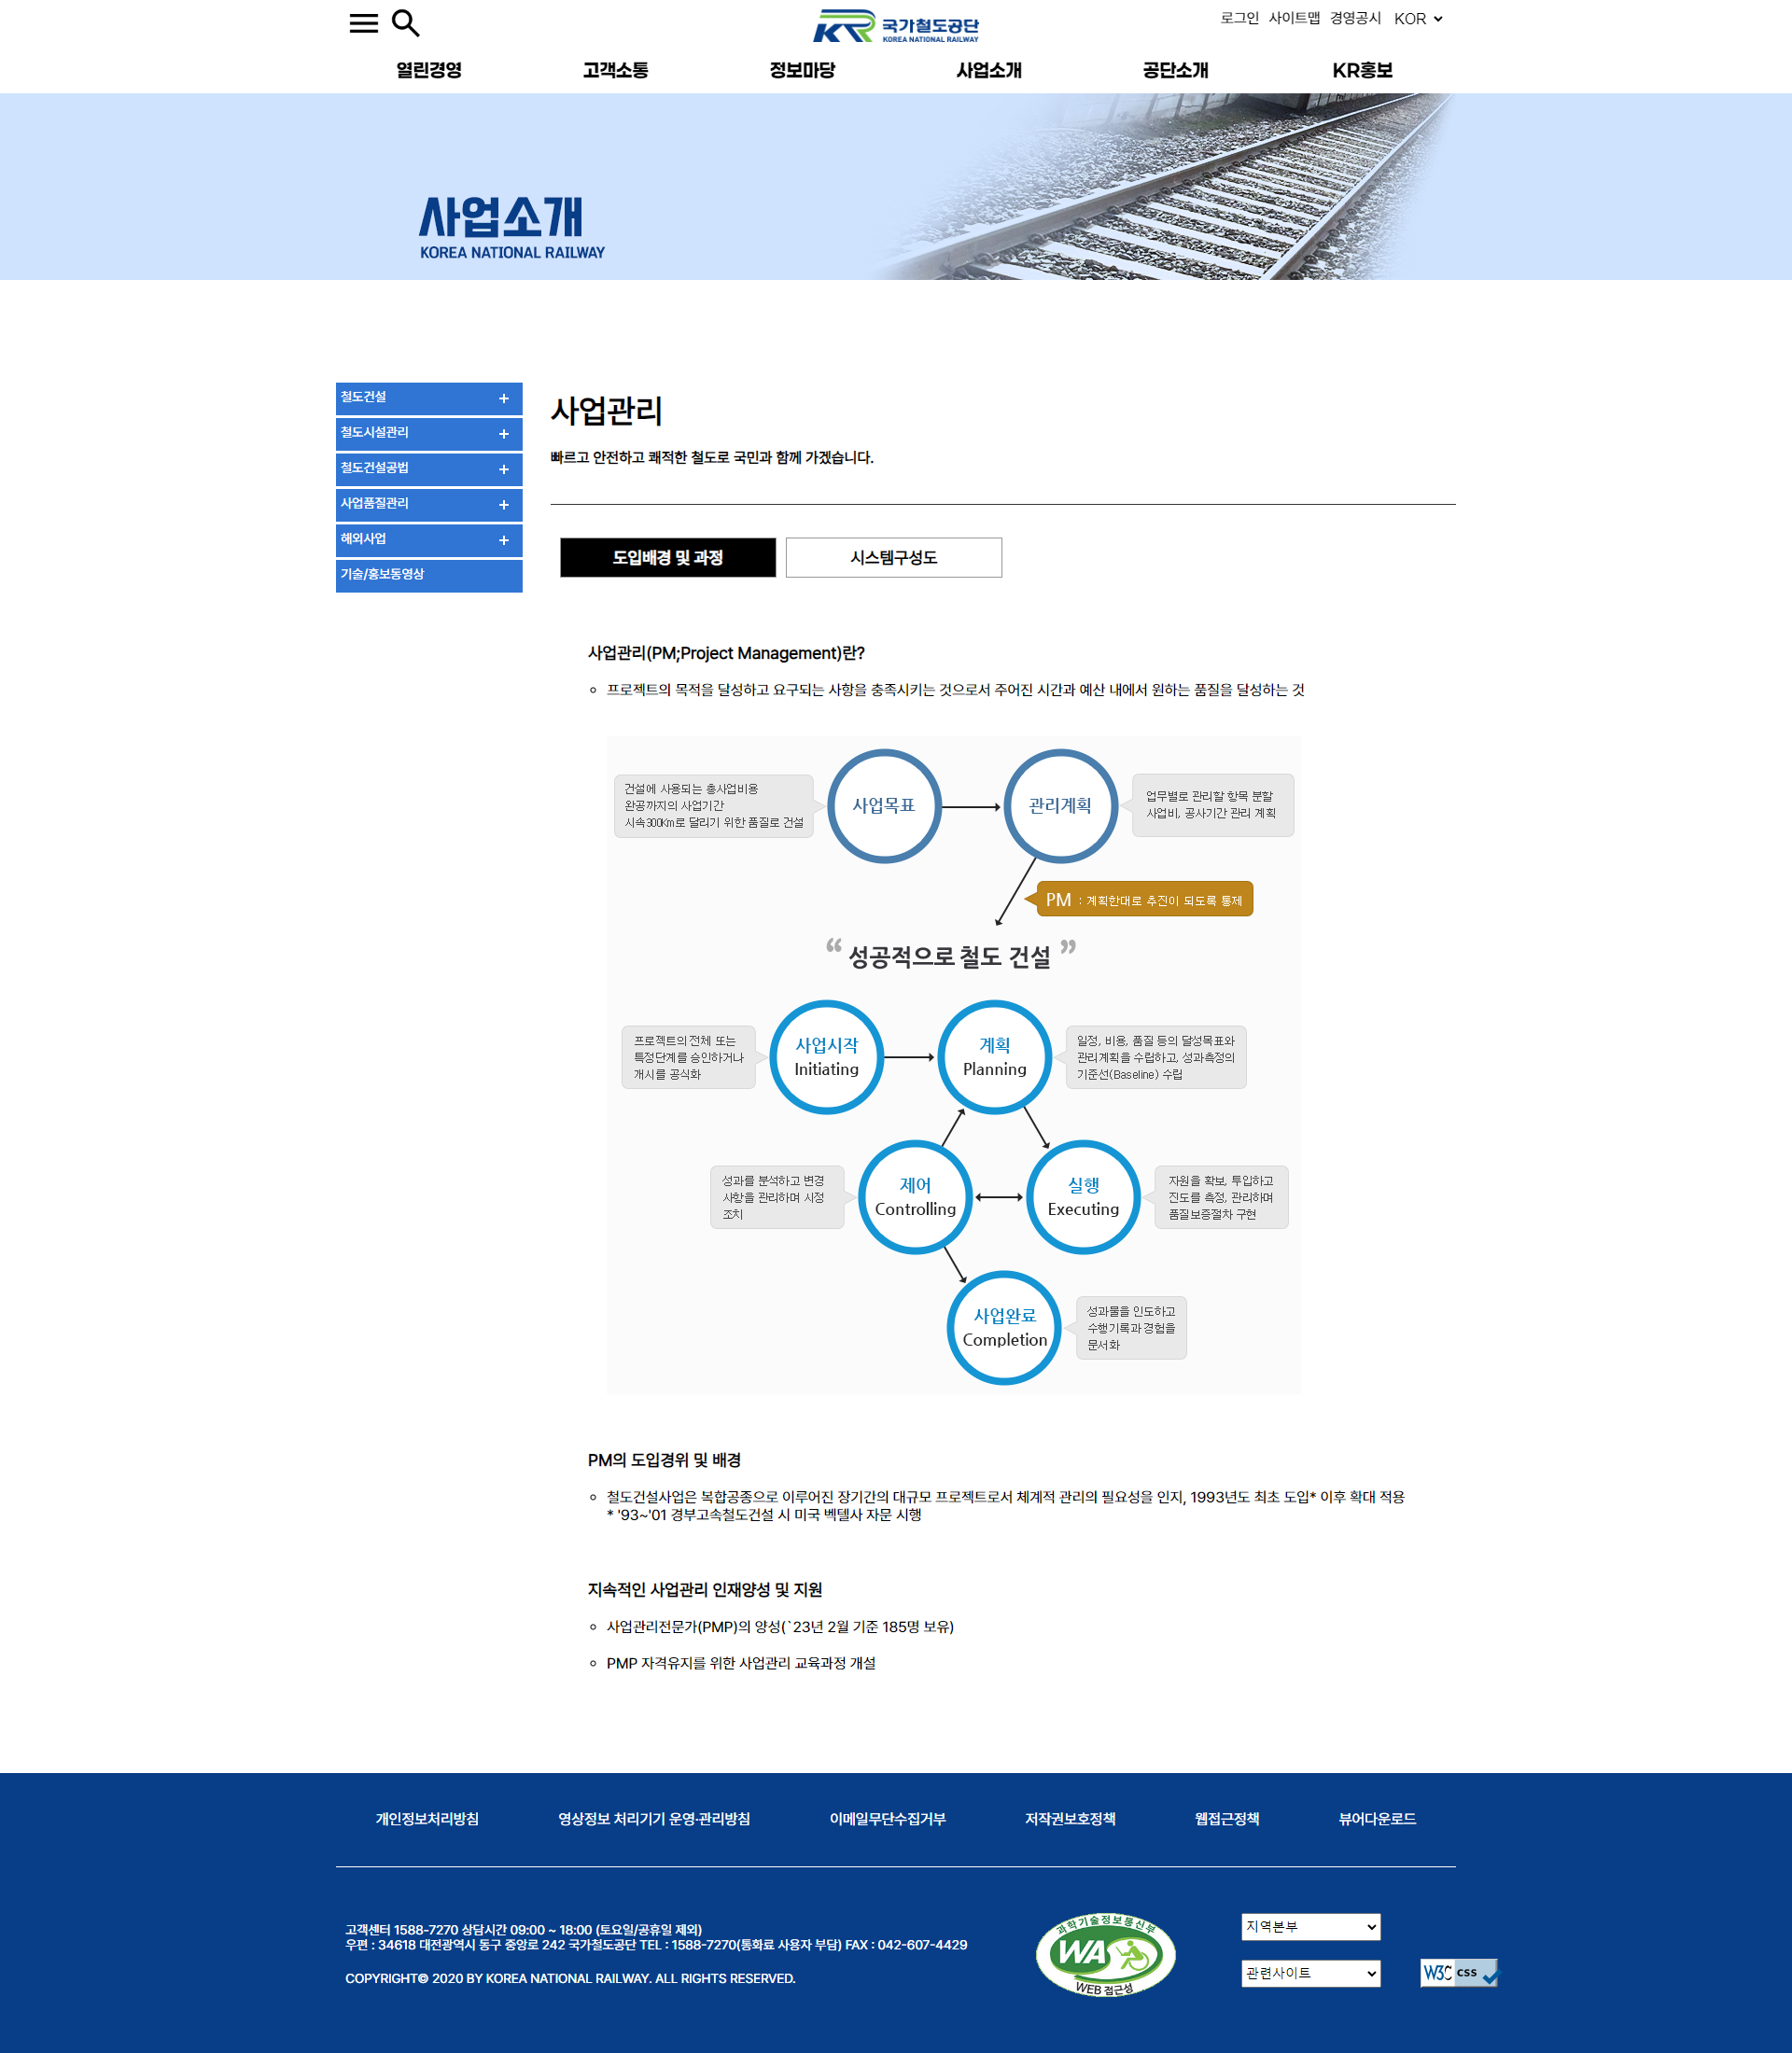 국가철도공단
KOREA NATIONAL RAILWAY
로그인 사이트맵 경영공시 KOR
열린경영 고객소통 정보마당 사업소개 공단소개 KR홍보
사업소개
KOREA NATIONAL RAILWAY
철도건설
철도시설관리
철도건설공법
사업품질관리
해외사업
기술/홍보동영상
사업관리
빠르고 안전하고 쾌적한 철도로 국민과 함께 가겠습니다.
도입배경 및 과정 시스템구성도
사업관리(PM;Project Management)란?
프로젝트의 목적을 달성하고 요구되는 사항을 충족시키는 것으로서 주어진 시간과 예산 내에서 원하는 품질을 달성하는 것
건설에 사용되는 총사업비용
완공까지의 사업기간
시속300Km로 달리기 위한 품질로 건설
사업목표
관리계획
업무별로 관리할 항목 분할
사업비, 공사기간 관리 계획
PM : 계획한대로 추진이 되도록 통제
“ 성공적으로 철도 건설 ”
프로젝트의 전체 또는
특정단계를 승인하거나
개시를 공식화
사업시작
Initiating
계획
Planning
일정, 비용, 품질 등의 달성목표와
관리계획을 수립하고, 성과측정의
기준선(Baseline) 수립
성과를 분석하고 변경
사항을 관리하며 시정
조치
제어
Controlling
실행
Executing
자원을 확보, 투입하고
진도를 측정, 관리하며
품질보증절차 구현
사업완료
Completion
성과물을 인도하고
수행기록과 경험을
문서화
PM의 도입경위 및 배경
철도건설사업은 복합공종으로 이루어진 장기간의 대규모 프로젝트로서 체계적 관리의 필요성을 인지, 1993년도 최초 도입* 이후 확대 적용
* '93~'01 경부고속철도건설 시 미국 벡텔사 자문 시행
지속적인 사업관리 인재양성 및 지원
사업관리전문가(PMP)의 양성(`23년 2월 기준 185명 보유)
PMP 자격유지를 위한 사업관리 교육과정 개설
개인정보처리방침 영상정보 처리기기 운영·관리방침 이메일무단수집거부 저작권보호정책 웹접근정책 뷰어다운로드
고객센터 1588-7270 상담시간 09:00 ~ 18:00 (토요일/공휴일 제외)
우편 : 34618 대전광역시 동구 중앙로 242 국가철도공단 TEL : 1588-7270(통화료 사용자 부담) FAX : 042-607-4429
COPYRIGHT© 2020 BY KOREA NATIONAL RAILWAY. ALL RIGHTS RESERVED.
과학기술정보통신부
WA
WEB 접근성
지역본부
관련사이트
W3C CSS